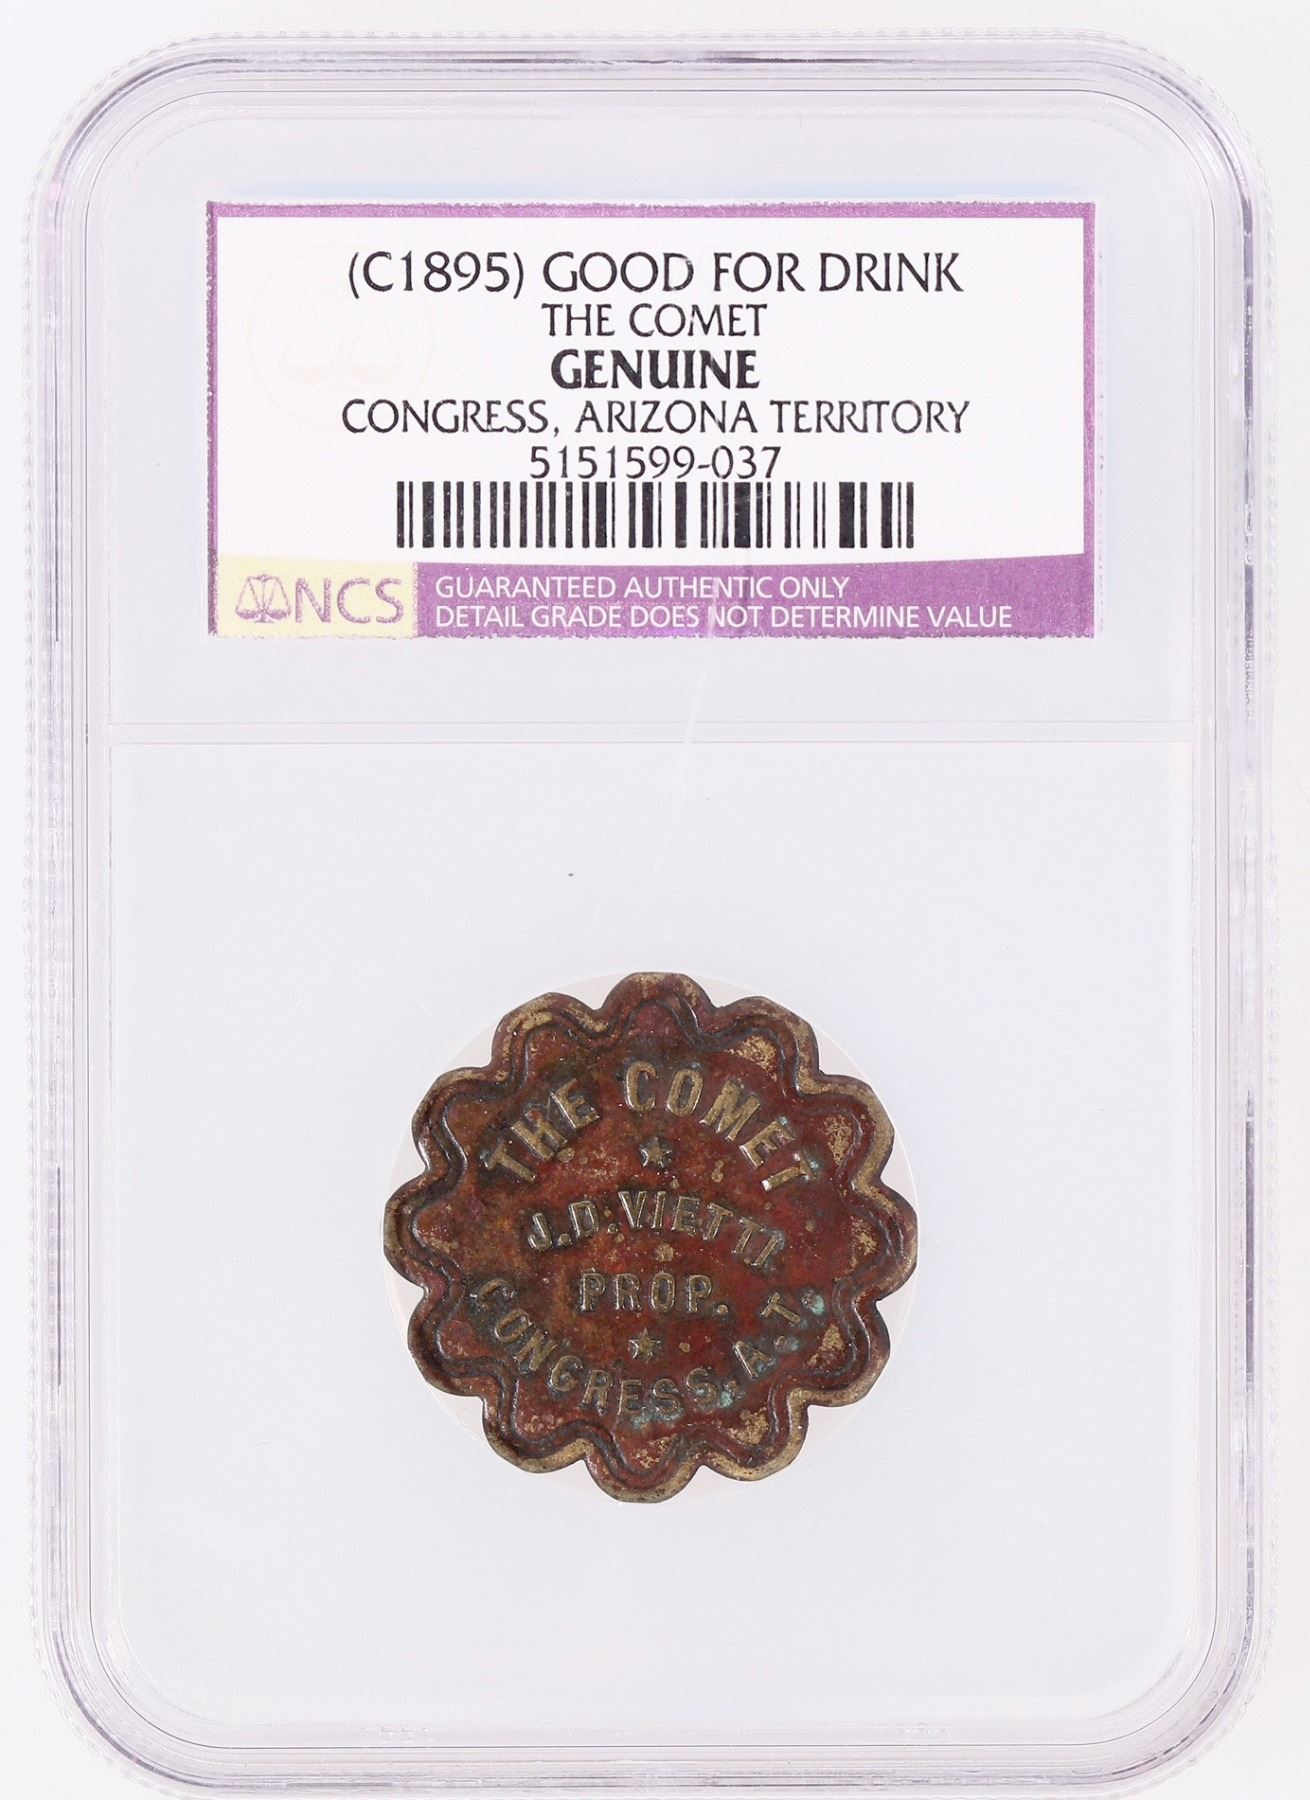 (C1895) GOOD FOR DRINK
THE COMET
GENUINE
CONGRESS, ARIZONA TERRITORY
5151599-037
NCS
GUARANTEED AUTHENTIC ONLY
DETAIL GRADE DOES NOT DETERMINE VALUE
THE COMET
J.D. VIETTI.
PROP.
CONGRESS. A.T.